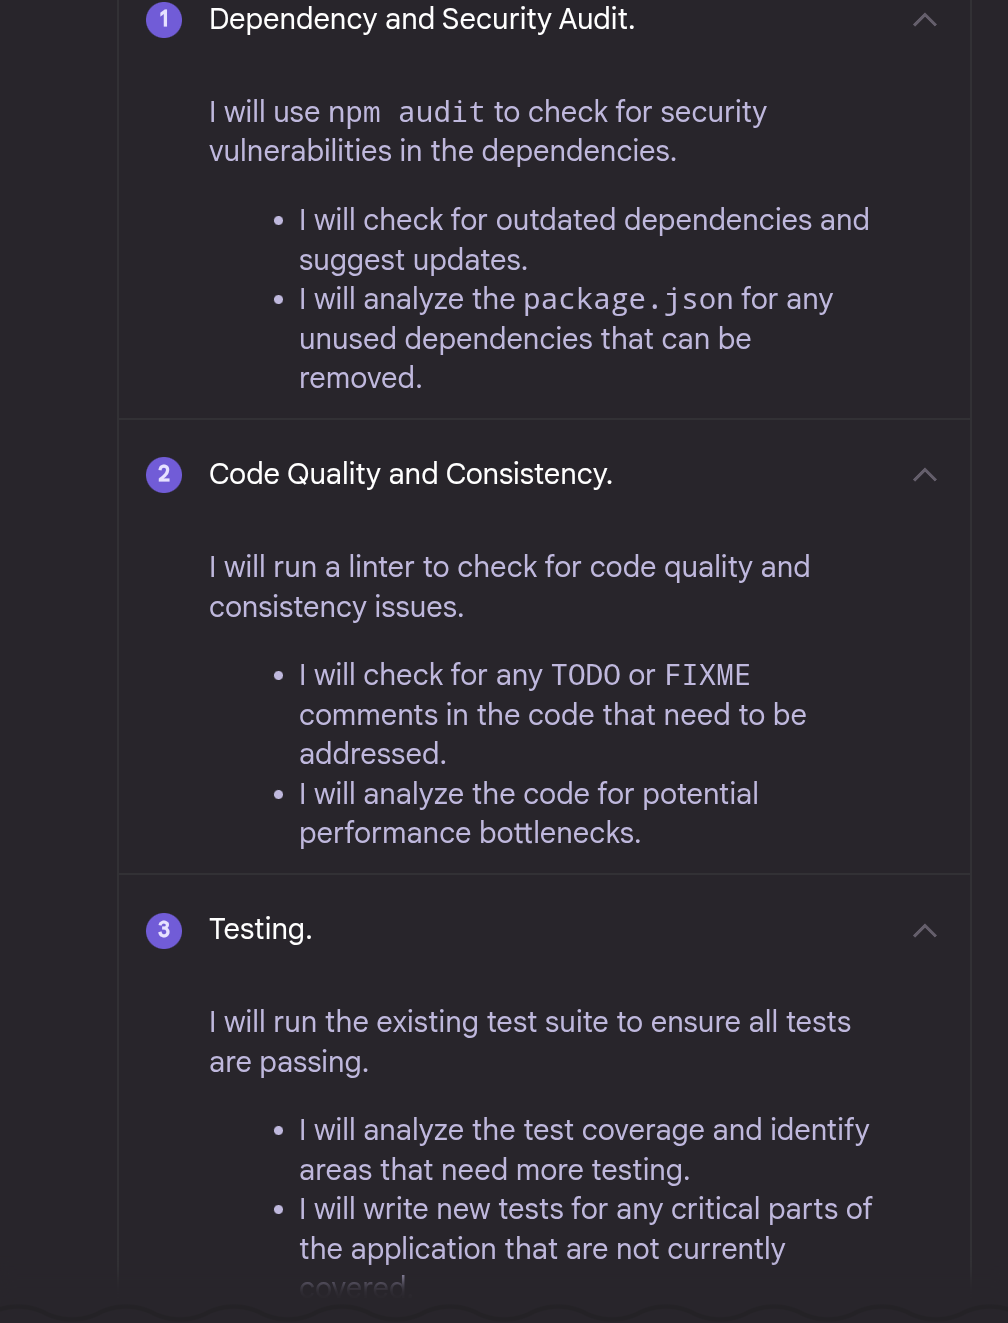 1 Dependency and Security Audit.
I will use npm audit to check for security
vulnerabilities in the dependencies.
• I will check for outdated dependencies and
suggest updates.
• I will analyze the package.json for any
unused dependencies that can be
removed.
2 Code Quality and Consistency.
I will run a linter to check for code quality and
consistency issues.
• I will check for any TODO or FIXME
comments in the code that need to be
addressed.
• I will analyze the code for potential
performance bottlenecks.
3 Testing.
I will run the existing test suite to ensure all tests
are passing.
• I will analyze the test coverage and identify
areas that need more testing.
• I will write new tests for any critical parts of
the application that are not currently
covered